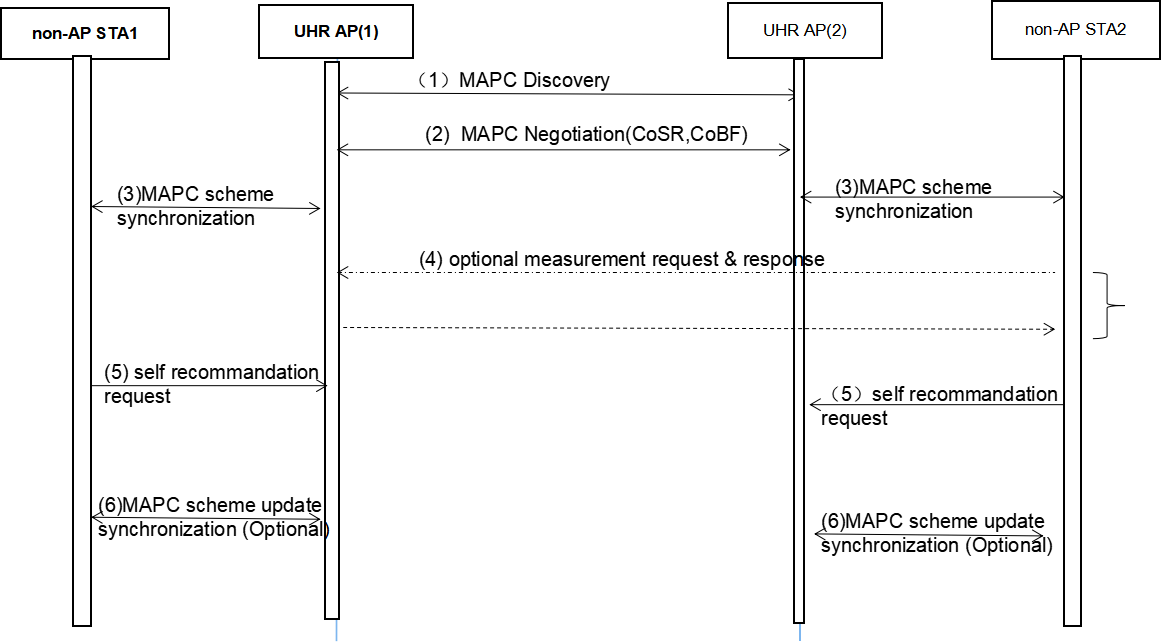 non-AP STA1
UHR AP(1)
UHR AP(2)
non-AP STA2
（1）MAPC Discovery
(2)  MAPC Negotiation(CoSR,CoBF)
(3)MAPC scheme
synchronization
(3)MAPC scheme
synchronization
(4) optional measurement request & response
(5) self recommandation
request
（5）self recommandation
request
(6)MAPC scheme update
synchronization (Optional)
(6)MAPC scheme update
synchronization (Optional)